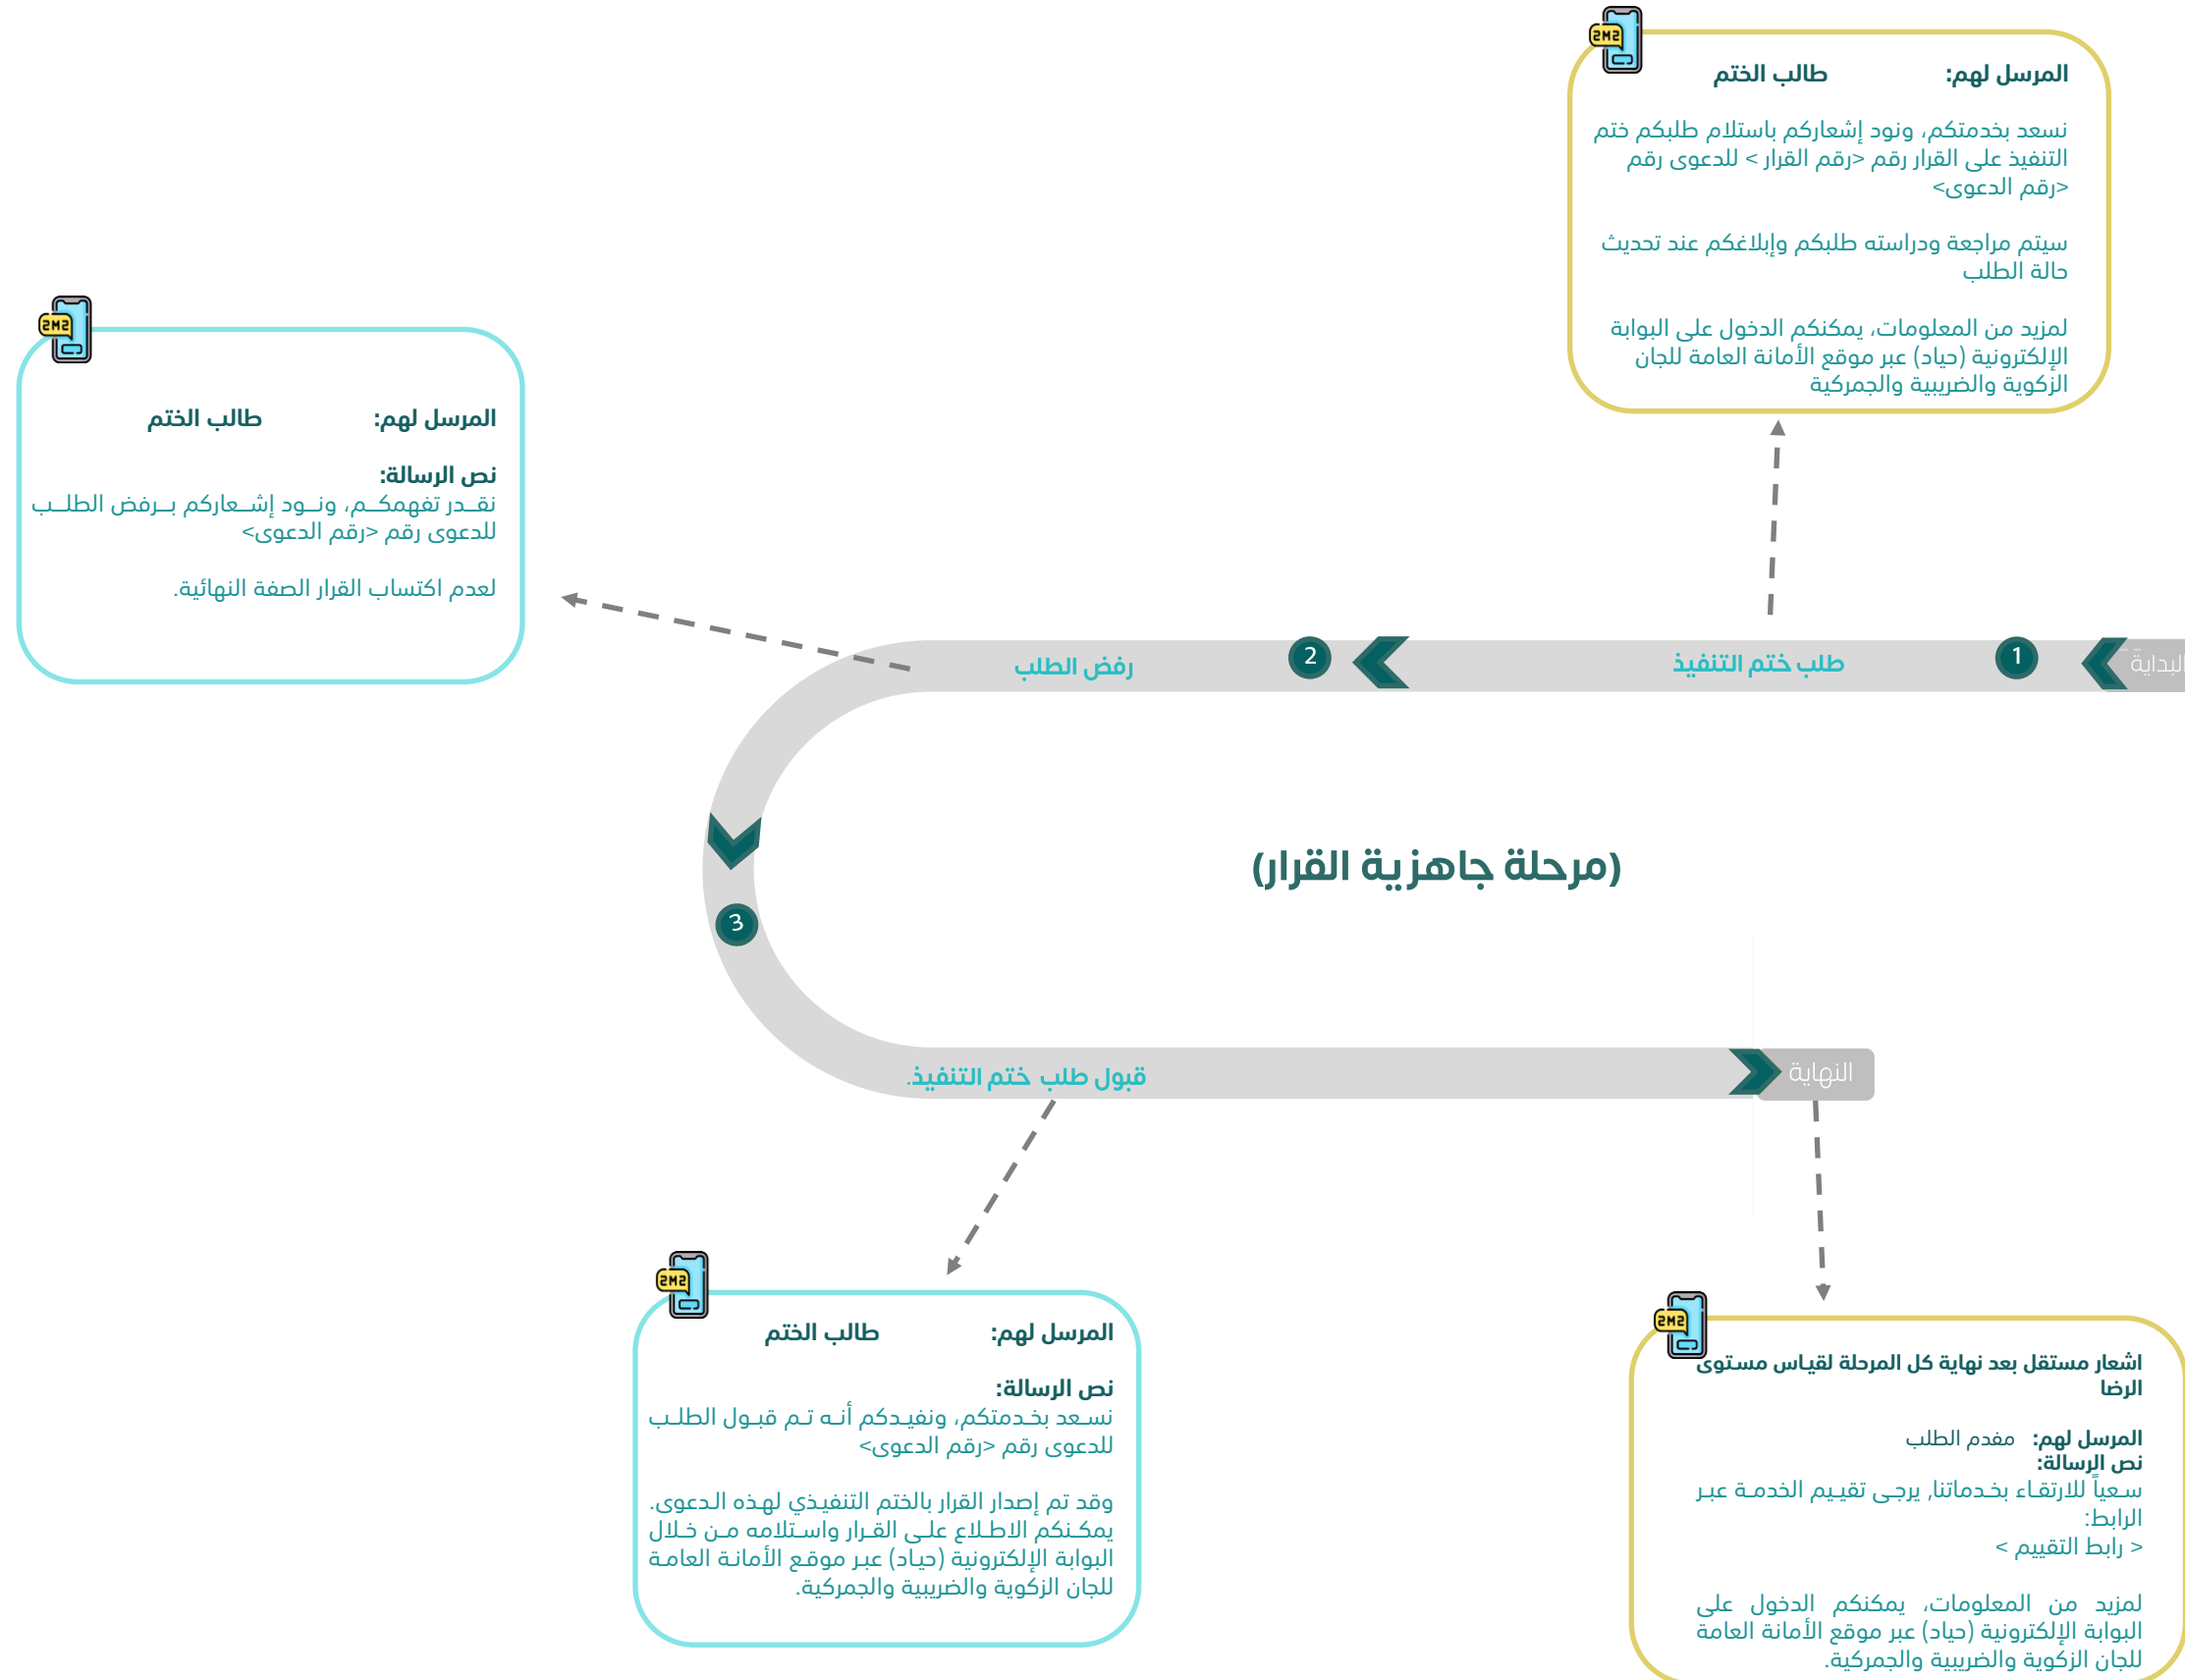 المرسل لهم: طالب الختم
نسعد بخدمتكم، ونود إشعاركم باستلام طلبكم ختم
التنفيذ على القرار رقم <رقم القرار > للدعوى رقم
<رقم الدعوى>
سيتم مراجعة ودراسته طلبكم وإبلاغكم عند تحديث
حالة الطلب
لمزيد من المعلومات، يمكنكم الدخول على البوابة
الإلكترونية (حياد) عبر موقع الأمانة العامة للجان
الزكوية والضريبية والجمركية
SMS
المرسل لهم: طالب الختم
نص الرسالة:
نقدر تفهمكم، ونود إشعاركم برفض الطلب
للدعوى رقم <رقم الدعوى>
لعدم اكتساب القرار الصفة النهائية.
SMS
البداية
1
طلب ختم التنفيذ
2
رفض الطلب
(مرحلة جاهزية القرار)
3
قبول طلب ختم التنفيذ.
النهاية
SMS
المرسل لهم: طالب الختم
نص الرسالة:
نسعد بخدمتكم، ونفيدكم أنه تم قبول الطلب
للدعوى رقم <رقم الدعوى>
وقد تم إصدار القرار بالختم التنفيذي لهذه الدعوى.
يمكنكم الاطلاع على القرار واستلامه من خلال
البوابة الإلكترونية (حياد) عبر موقع الأمانة العامة
للجان الزكوية والضريبية والجمركية.
SMS
اشعار مستقل بعد نهاية كل المرحلة لقياس مستوى
الرضا
المرسل لهم: مفدم الطلب
نص الرسالة:
سعياً للارتقاء بخدماتنا, يرجى تقييم الخدمة عبر
الرابط:
< رابط التقييم >
لمزيد من المعلومات، يمكنكم الدخول على
البوابة الإلكترونية (حياد) عبر موقع الأمانة العامة
للجان الزكوية والضريبية والجمركية.